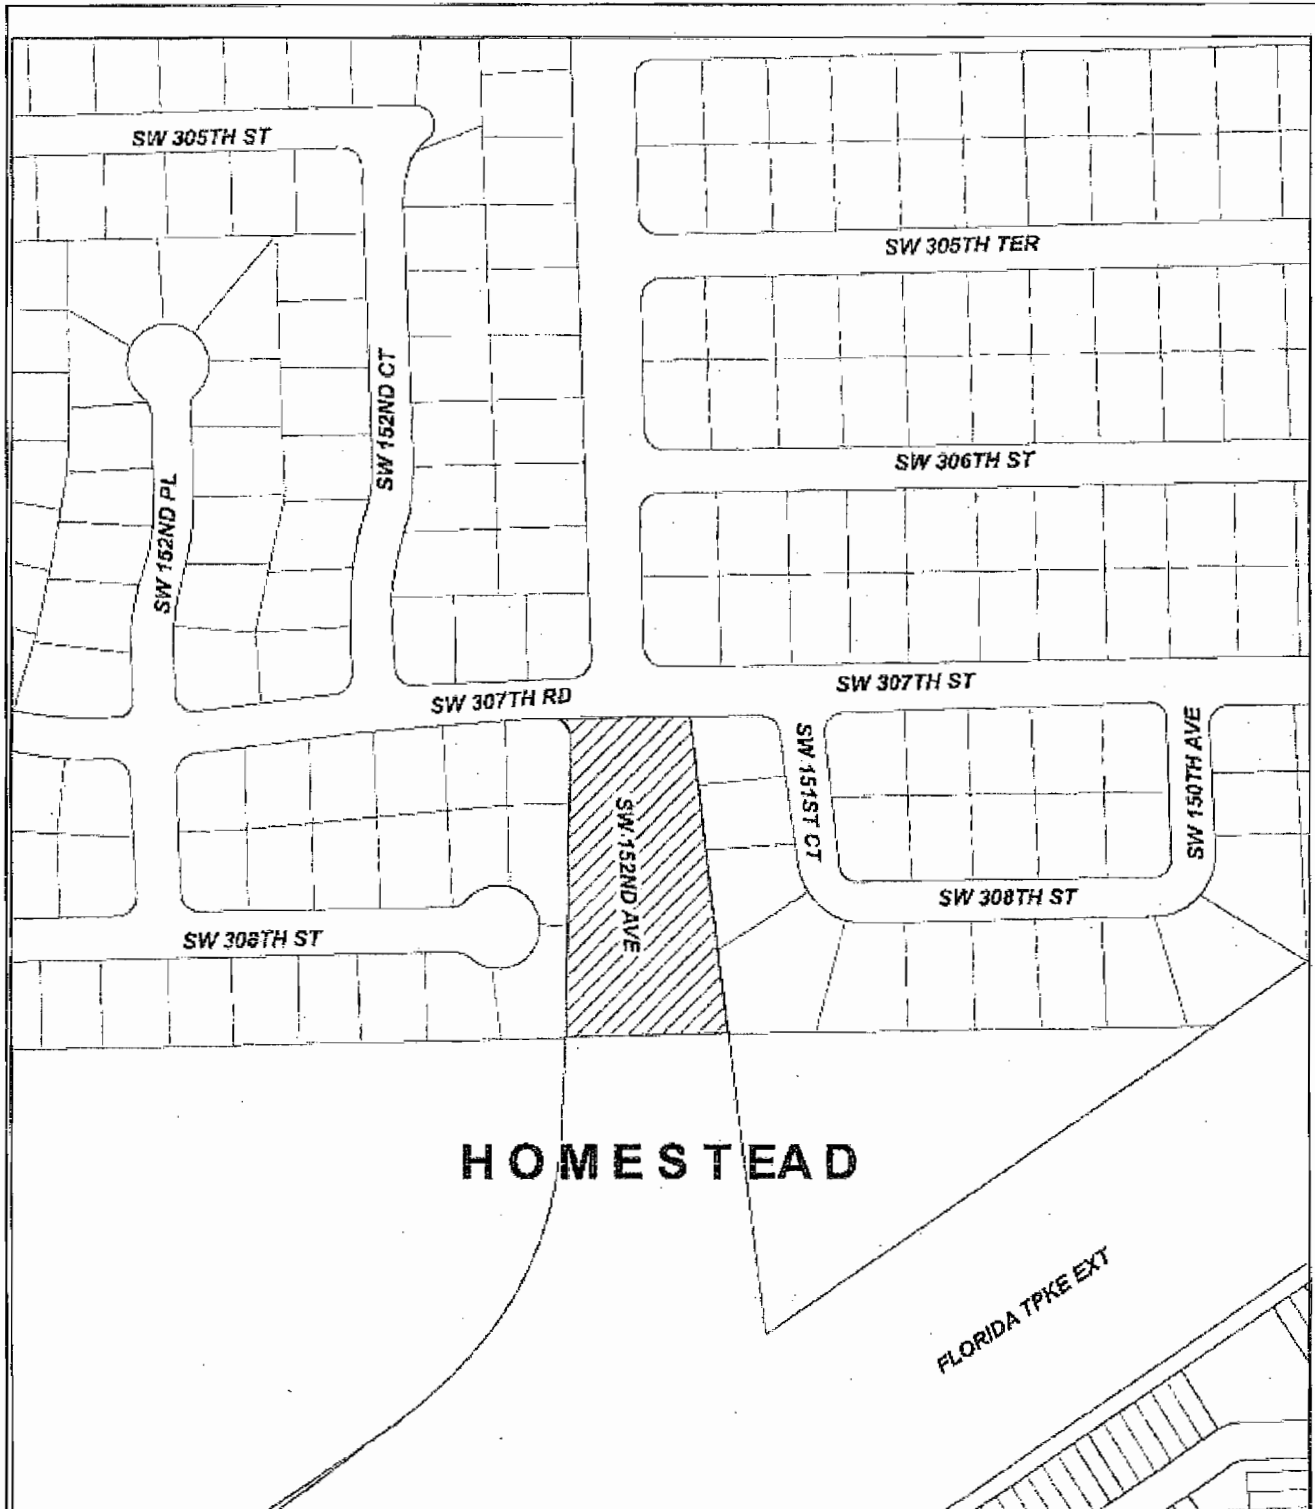 SW 305TH ST
SW 305TH TER
SW 152ND CT
SW 306TH ST
SW 152ND PL
SW 307TH ST
SW 307TH RD
SW 151ST CT
SW 150TH AVE
SW 152ND AVE
SW 308TH ST
SW 308TH ST
HOMESTEAD
FLORIDA TPKE EXT